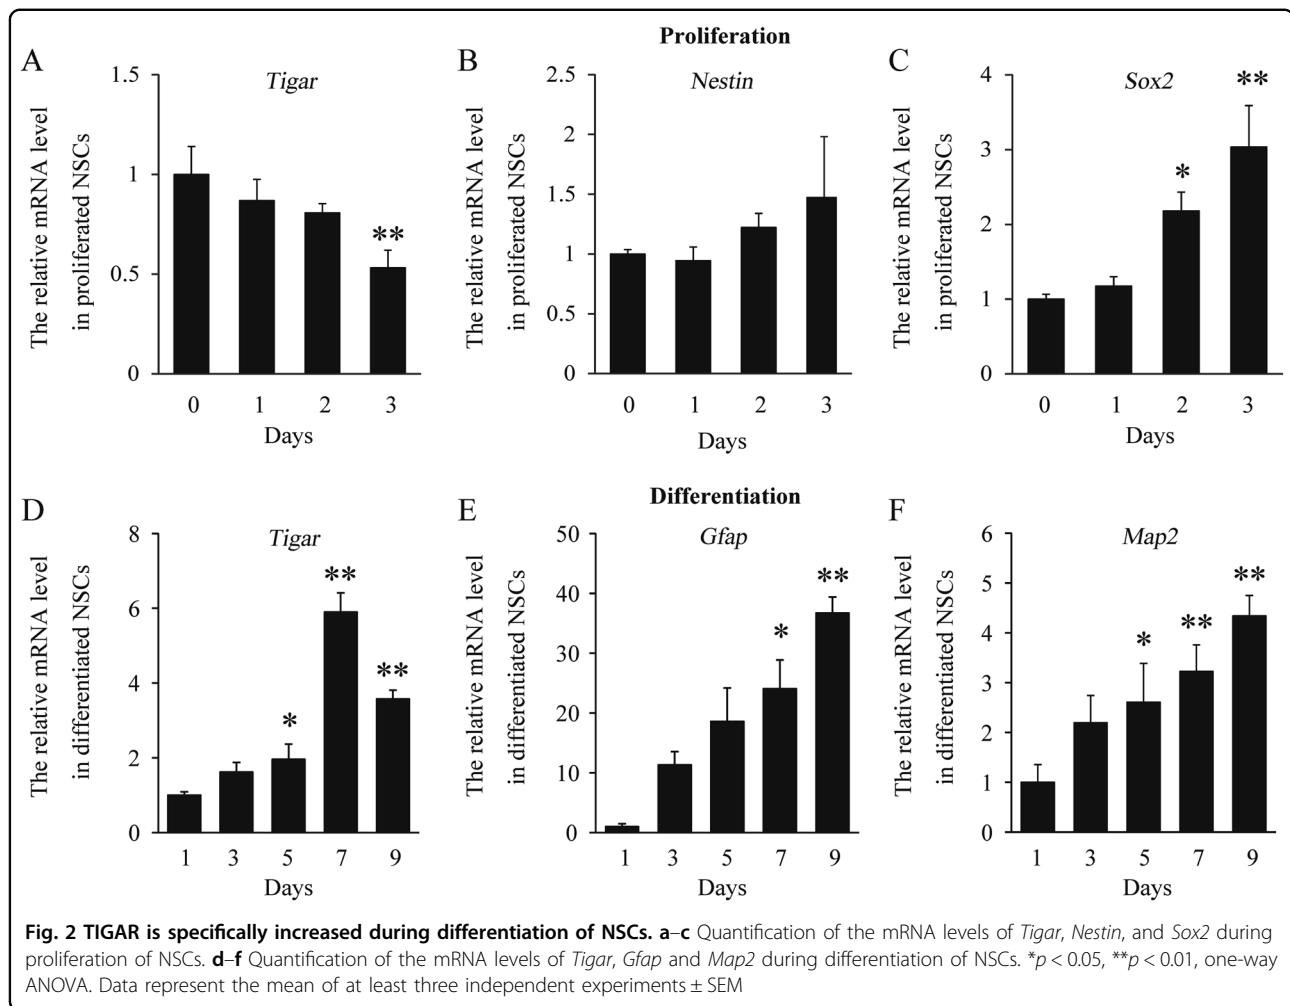 Proliferation
A
Tigar
The relative mRNA level
in proliferated NSCs
1.5
1
0.5
0
**
0 1 2 3
Days
B
Nestin
The relative mRNA level
in proliferated NSCs
2.5
2
1.5
1
0.5
0
0 1 2 3
Days
C
Sox2
The relative mRNA level
in proliferated NSCs
4
3
2
1
0
*
**
0 1 2 3
Days
Differentiation
D
Tigar
The relative mRNA level
in differentiated NSCs
8
6
4
2
0
*
**
**
1 3 5 7 9
Days
E
Gfap
The relative mRNA level
in differentiated NSCs
50
40
30
20
10
0
*
**
1 3 5 7 9
Days
F
Map2
The relative mRNA level
in differentiated NSCs
6
5
4
3
2
1
0
*
**
**
1 3 5 7 9
Days
Fig. 2 TIGAR is specifically increased during differentiation of NSCs. a–c Quantification of the mRNA levels of Tigar, Nestin, and Sox2 during
proliferation of NSCs. d–f Quantification of the mRNA levels of Tigar, Gfap and Map2 during differentiation of NSCs. *p < 0.05, **p < 0.01, one-way
ANOVA. Data represent the mean of at least three independent experiments ± SEM